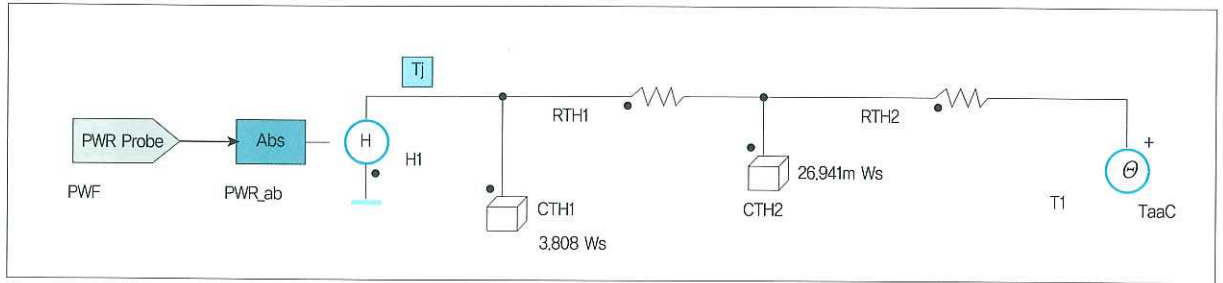 Tj
RTH1
RTH2
PWR Probe
Abs
H
H1
+
Θ
PWF
PWR_ab
CTH1
3,808 Ws
26,941m Ws
CTH2
T1
TaaC